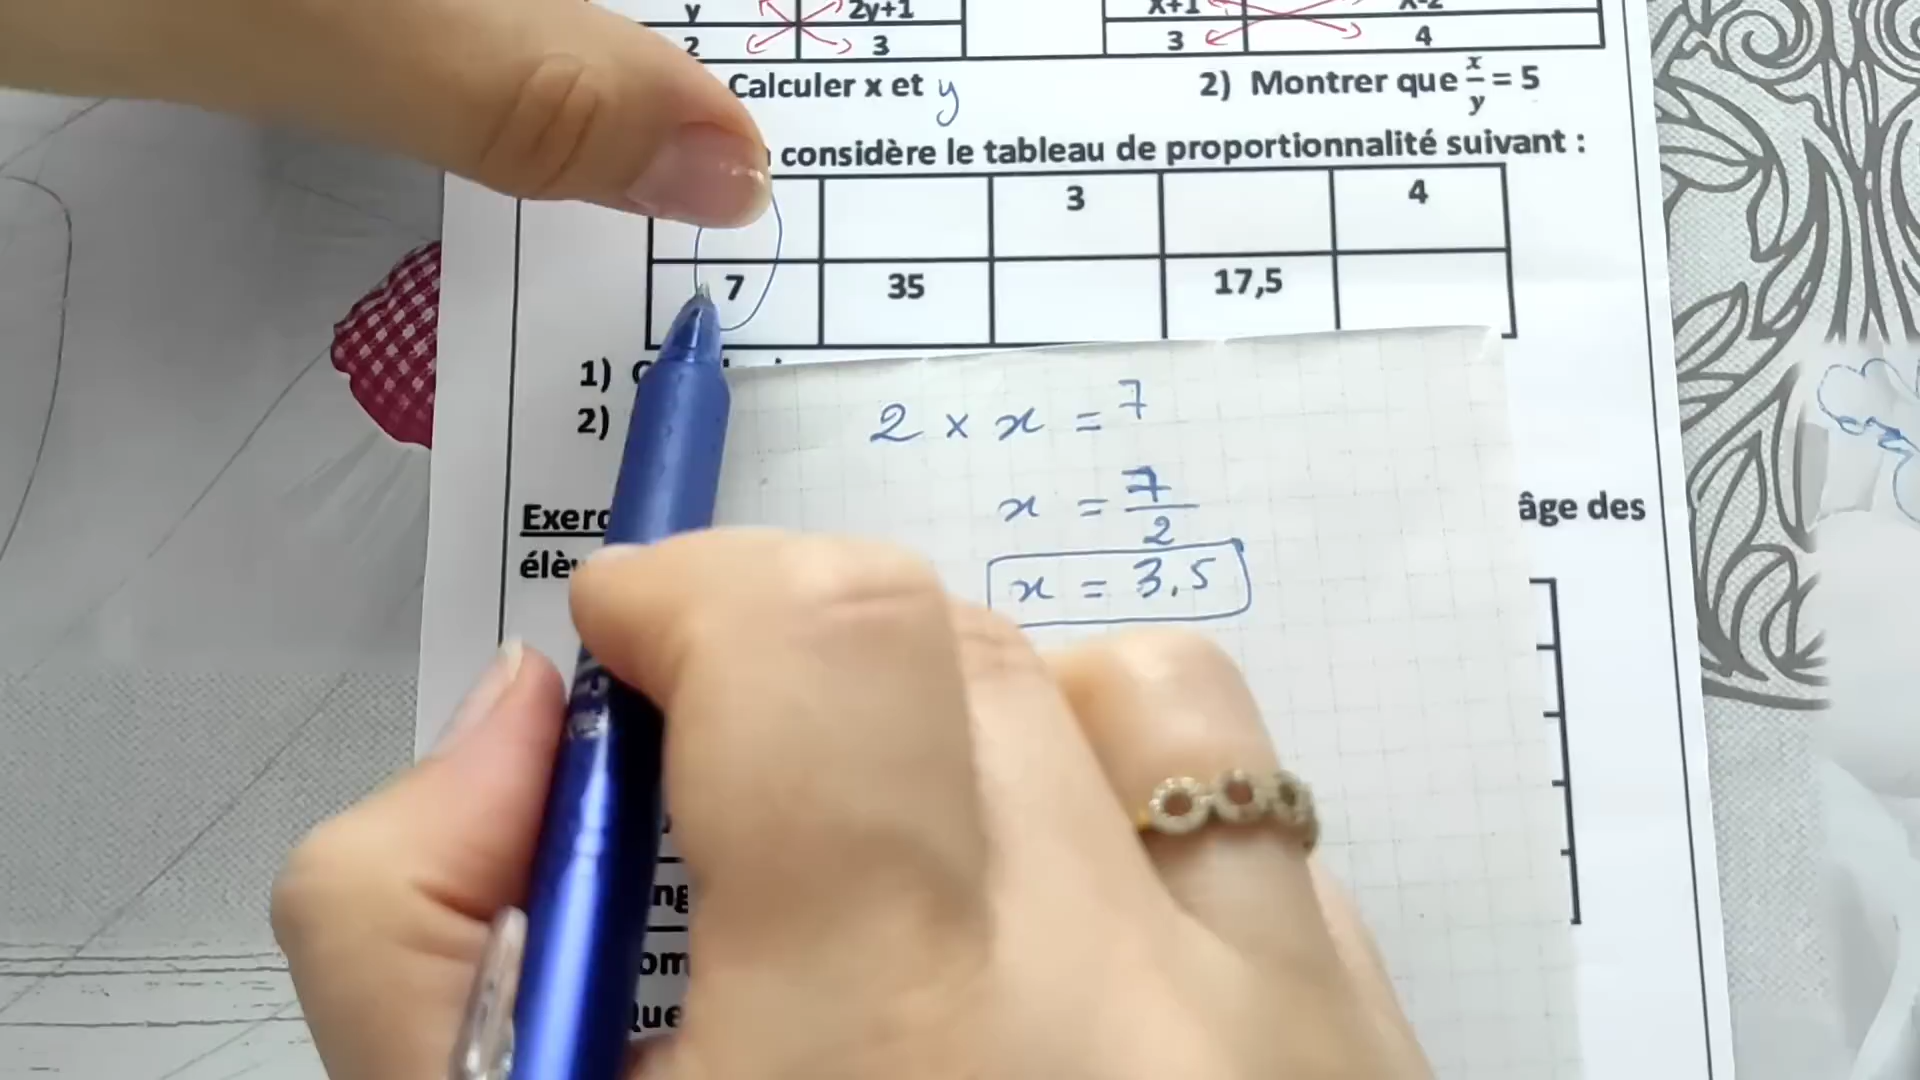 y 2y+1 x+1 x-2
2 3 3 4
Calculer x et y 2) Montrer que x/y = 5
considère le tableau de proportionnalité suivant :
3 4
7 35 17,5
1)
2)
2 × x = 7
x = 7/2
x = 3.5
âge des